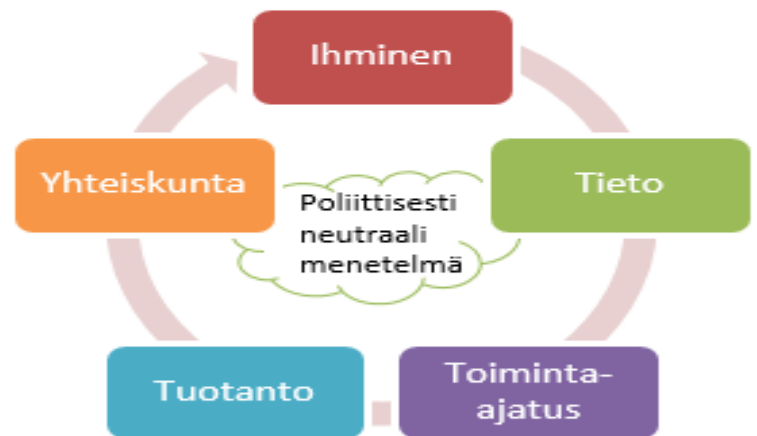 Ihminen
Tieto
Toiminta-
ajatus
Tuotanto
Yhteiskunta
Poliittisesti
neutraali
menetelmä